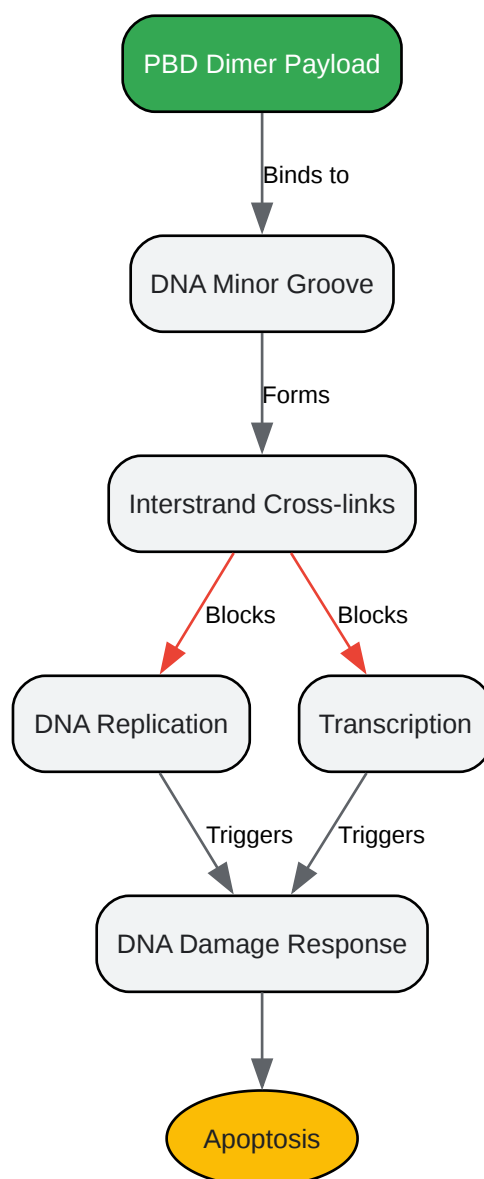 PBD Dimer Payload
Binds to
DNA Minor Groove
Forms
Interstrand Cross-links
Blocks
Blocks
DNA Replication
Transcription
Triggers
Triggers
DNA Damage Response
Apoptosis